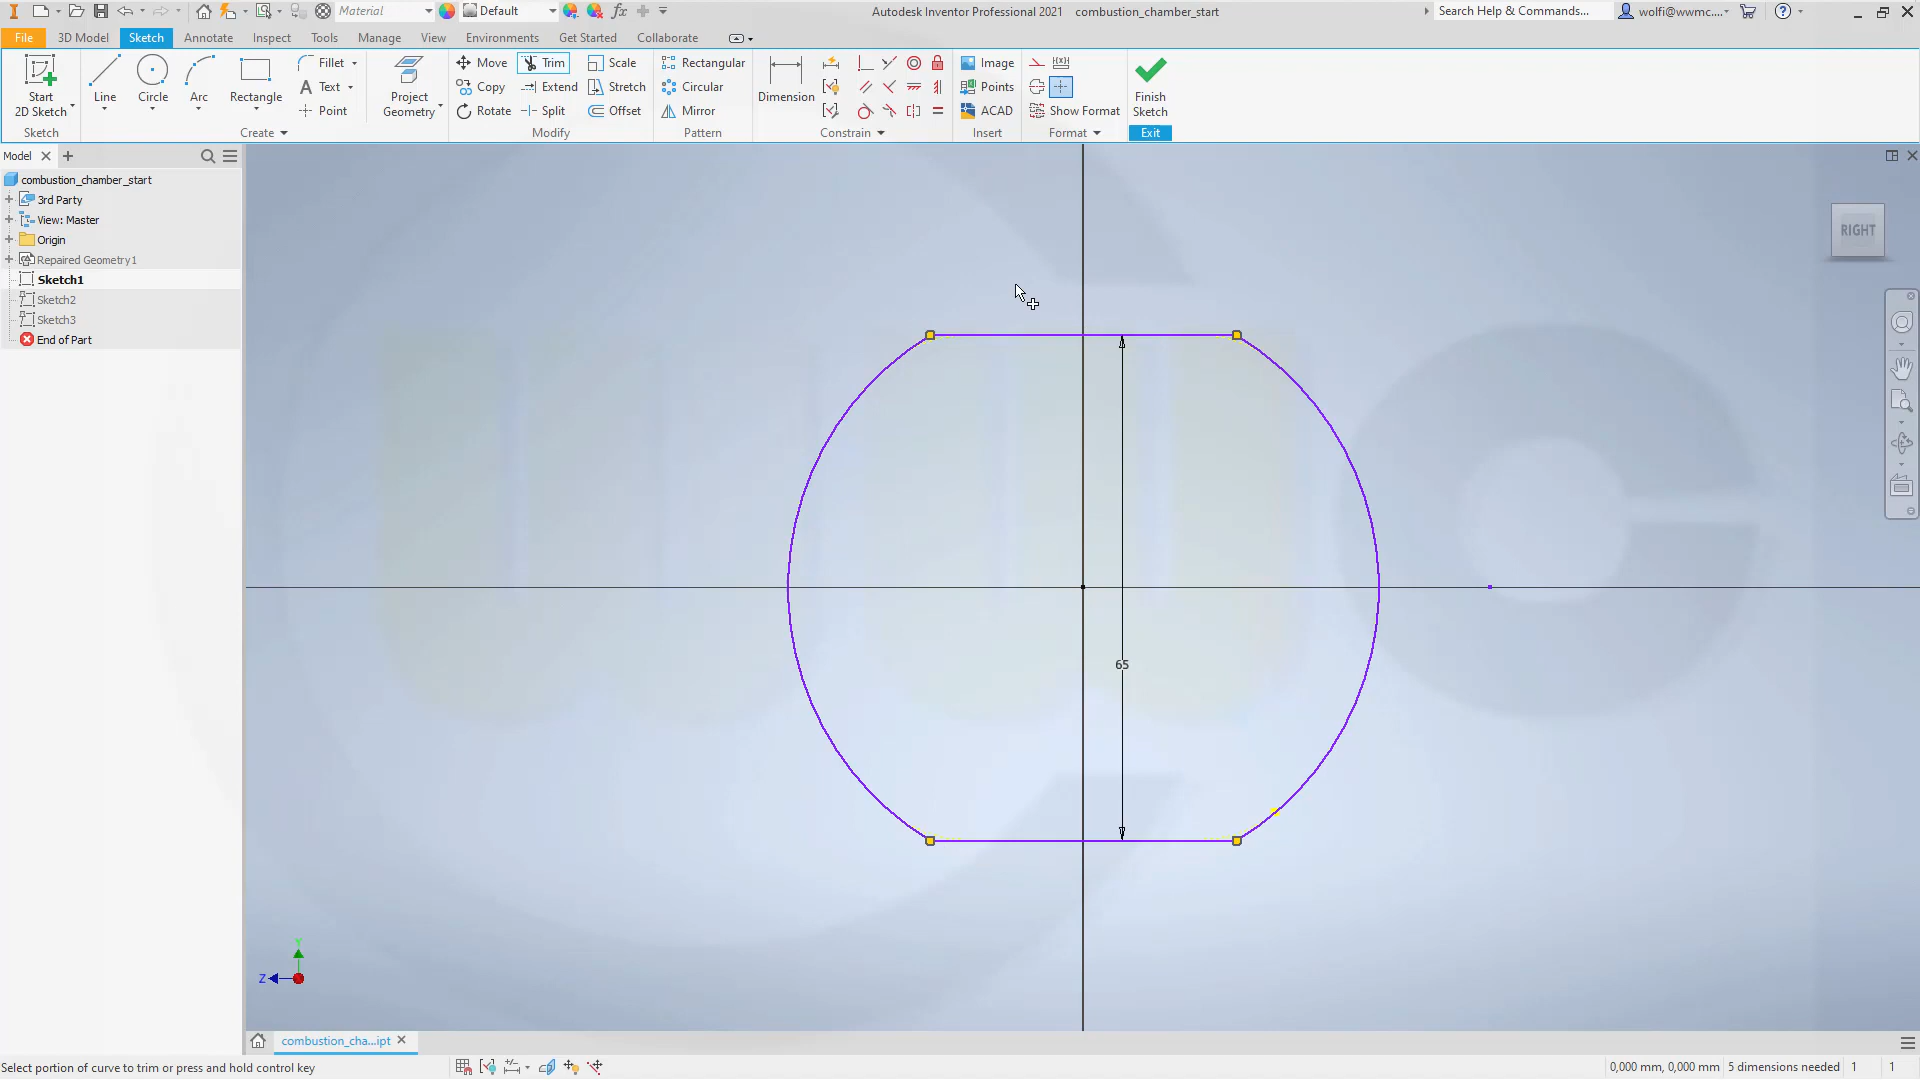 Material
Default
Autodesk Inventor Professional 2021 combustion_chamber_start
Search Help & Commands...
wolfi@wwmc....
File 3D Model Sketch Annotate Inspect Tools Manage View Environments Get Started Collaborate
Start
2D Sketch
Line
Circle
Arc
Rectangle
Fillet
Text
Point
Project
Geometry
Move
Copy
Rotate
Trim
Extend
Split
Scale
Stretch
Offset
Rectangular
Circular
Mirror
Dimension
Image
Points
ACAD
Show Format
Finish
Sketch
Sketch Create Modify Pattern Constrain Insert Format Exit
Model
combustion_chamber_start
3rd Party
View: Master
Origin
Repaired Geometry1
Sketch1
Sketch2
Sketch3
End of Part
RIGHT
65
Y
Z
combustion_cha...ipt
Select portion of curve to trim or press and hold control key
0,000 mm, 0,000 mm 5 dimensions needed 1 1